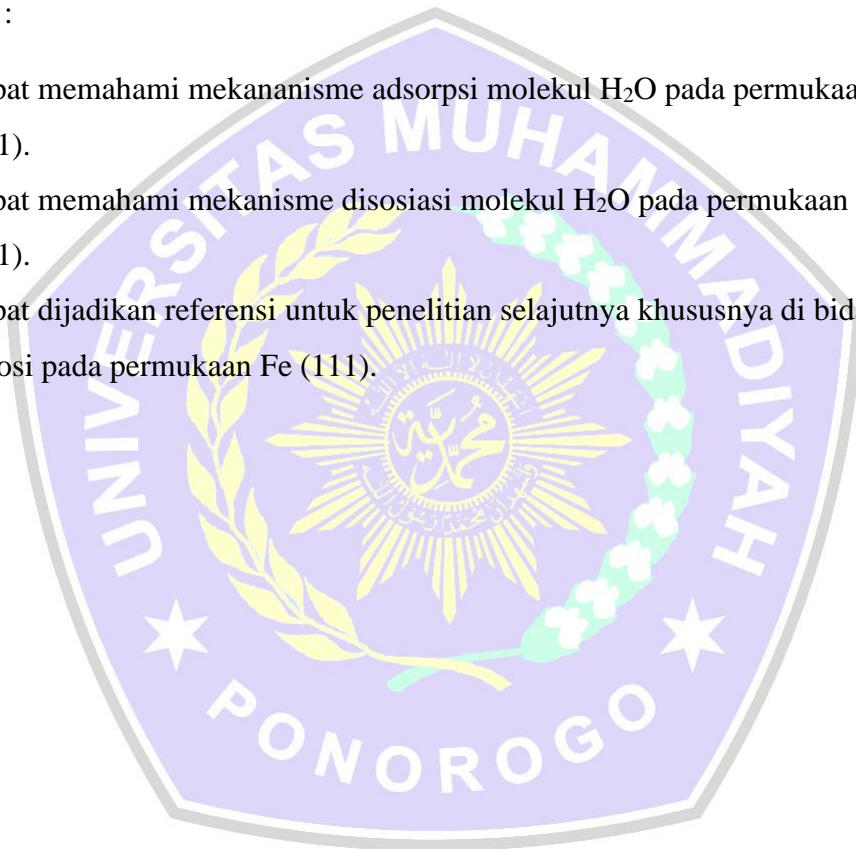 :
pat memahami mekananisme adsorpsi molekul H₂O pada permukaa
1).
pat memahami mekanisme disosiasi molekul H₂O pada permukaan
1).
pat dijadikan referensi untuk penelitian selajutnya khususnya di bid
osi pada permukaan Fe (111).
UNIVERSITAS MUHAMMADIYAH
PONOROGO
محمدية